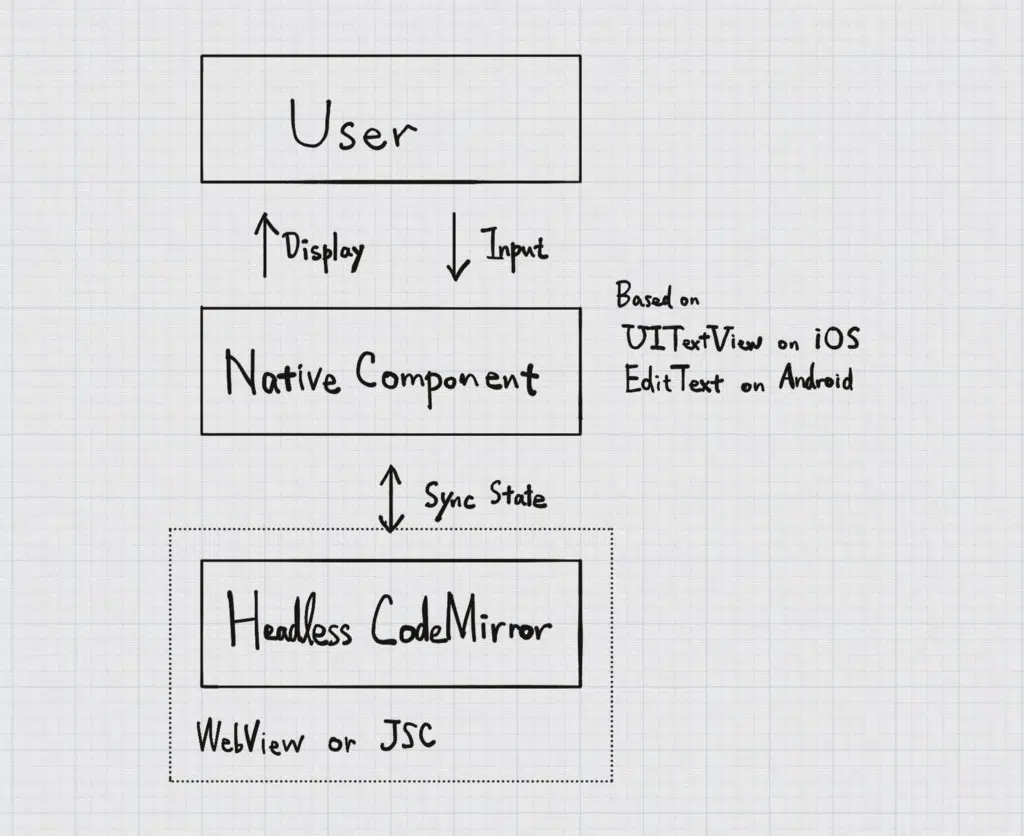 User
Display
Input
Based on
UITextView on iOS
EditText on Android
Native Component
Sync State
Headless CodeMirror
WebView or JSC